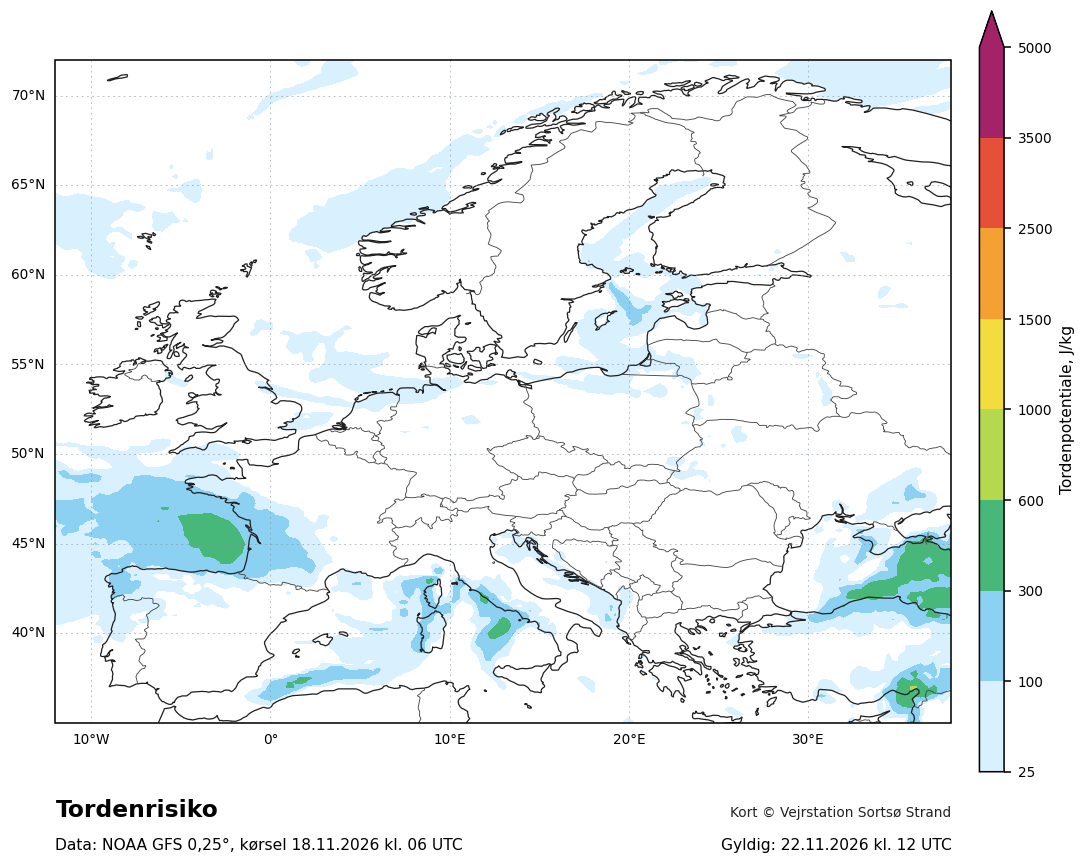 70°N
65°N
60°N
55°N
50°N
45°N
40°N
10°W
0°
10°E
20°E
30°E
5000
3500
2500
1500
1000
600
300
100
25
Tordenpotentiale, J/kg
Tordenrisiko
Kort © Vejrstation Sortsø Strand
Data: NOAA GFS 0,25°, kørsel 18.11.2026 kl. 06 UTC
Gyldig: 22.11.2026 kl. 12 UTC